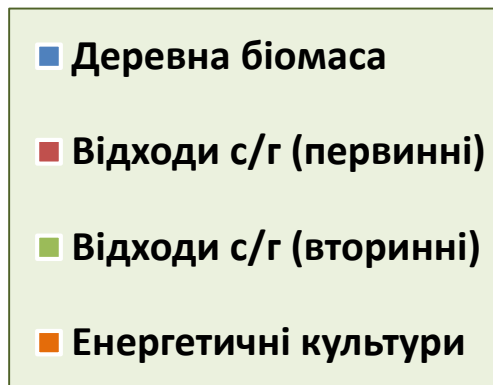 Деревна біомаса
Відходи с/г (первинні)
Відходи с/г (вторинні)
Енергетичні культури